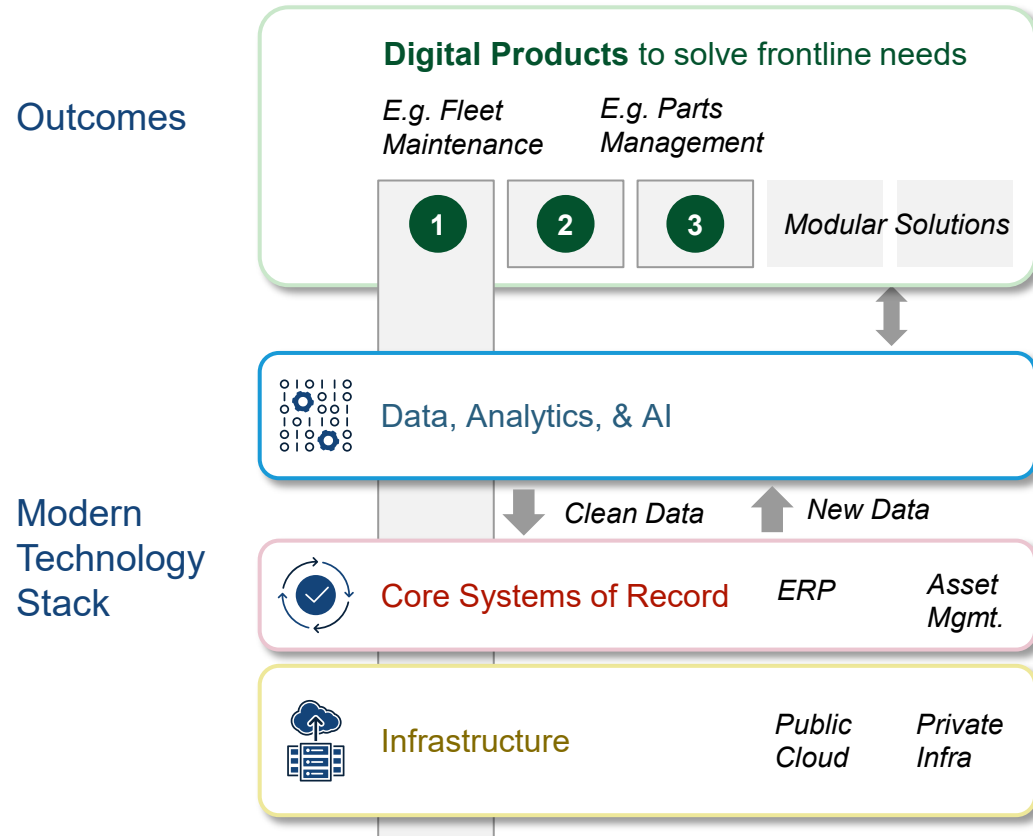 Digital Products to solve frontline needs
Outcomes
E.g. Fleet
Maintenance
E.g. Parts
Management
1
2
3
Modular Solutions
Data, Analytics, & AI
Clean Data
New Data
Modern
Technology
Stack
Core Systems of Record
ERP
Asset
Mgmt.
Infrastructure
Public
Cloud
Private
Infra